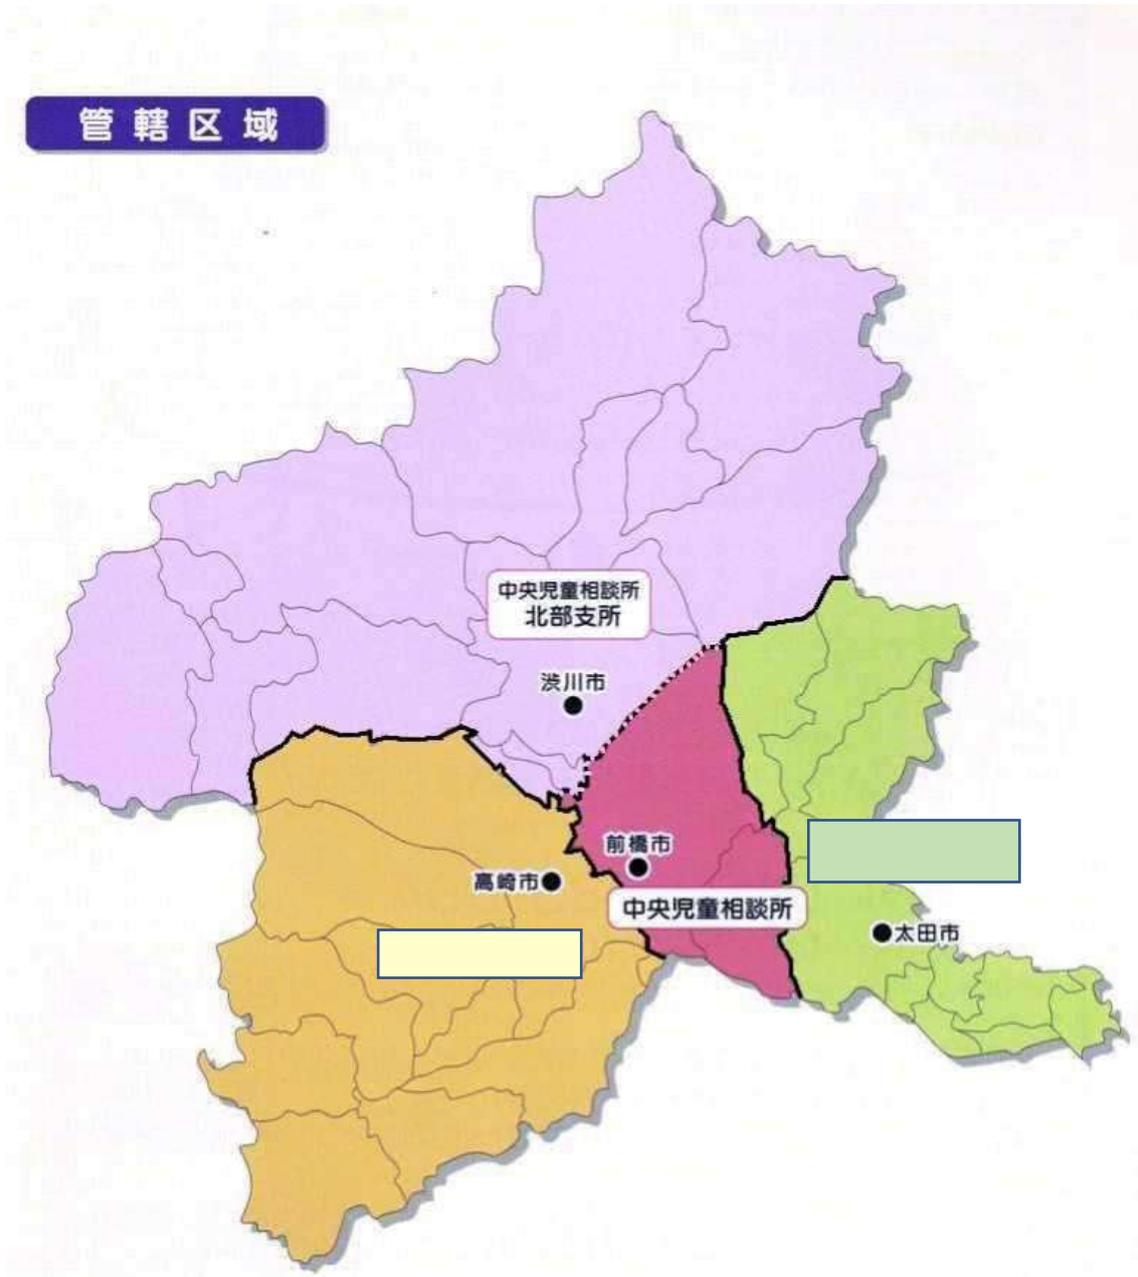 管轄区域
中央児童相談所
北部支所
渋川市
前橋市
高崎市
中央児童相談所
太田市